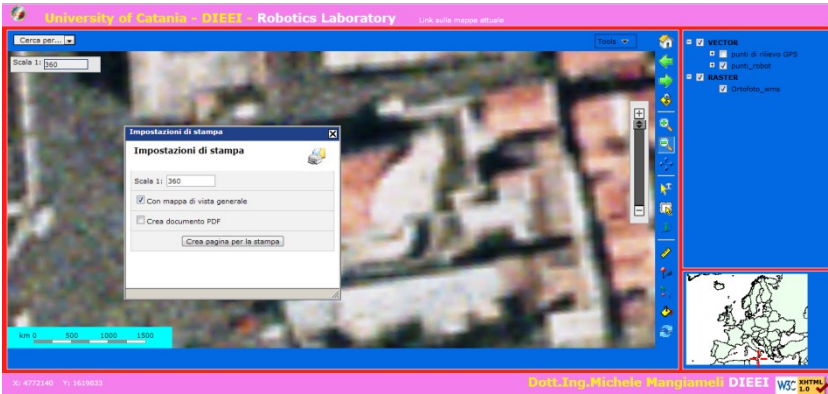 University of Catania - DIEEI - Robotics Laboratory
Link sulla mappa attuale
Cerca per...
Tools
Scala 1: 360
VECTOR
punti di rilievo GPS
punti_robot
RASTER
Ortofoto_wms
Impostazioni di stampa
Impostazioni di stampa
Scala 1: 360
Con mappa di vista generale
Crea documento PDF
Crea pagina per la stampa
km 0 500 1000 1500
X: 4772140 Y: 1619033
Dott.Ing.Michele Mangiameli DIEEI
W3C XHTML 1.0